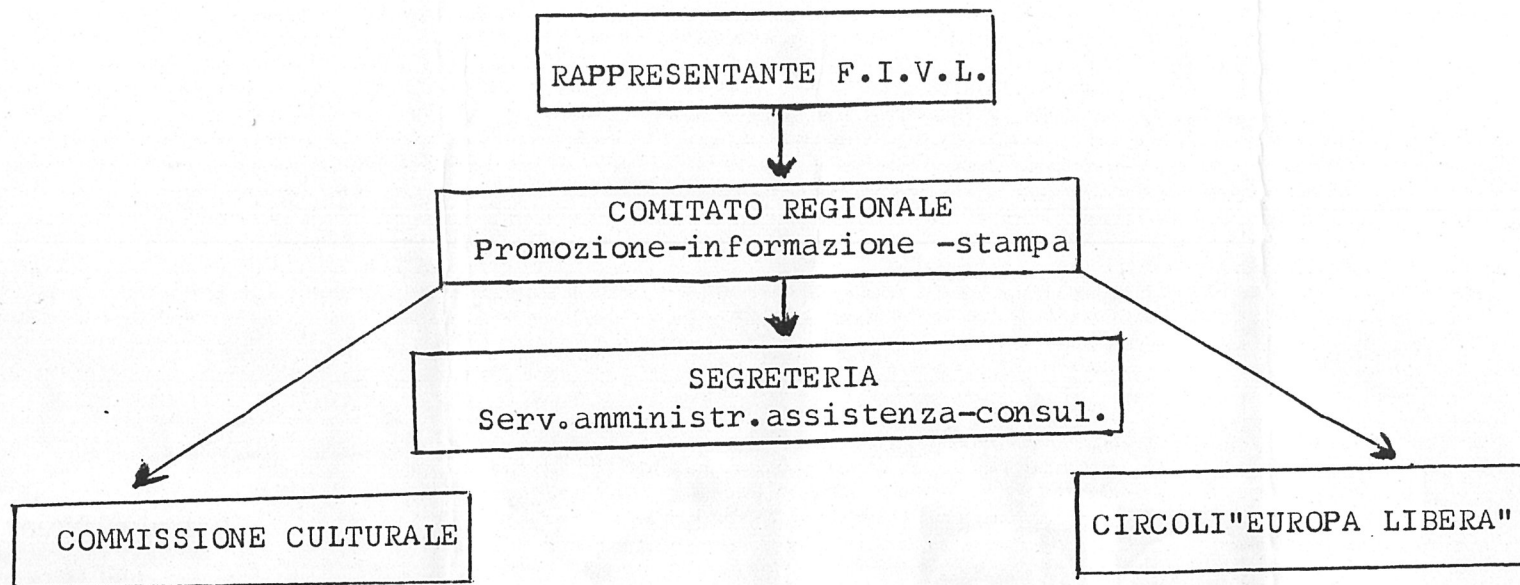 RAPPRESENTANTE F.I.V.L.
COMITATO REGIONALE
Promozione-informazione -stampa
SEGRETERIA
Serv.amministr.assistenza-consul.
COMMISSIONE CULTURALE
CIRCOLI"EUROPA LIBERA"